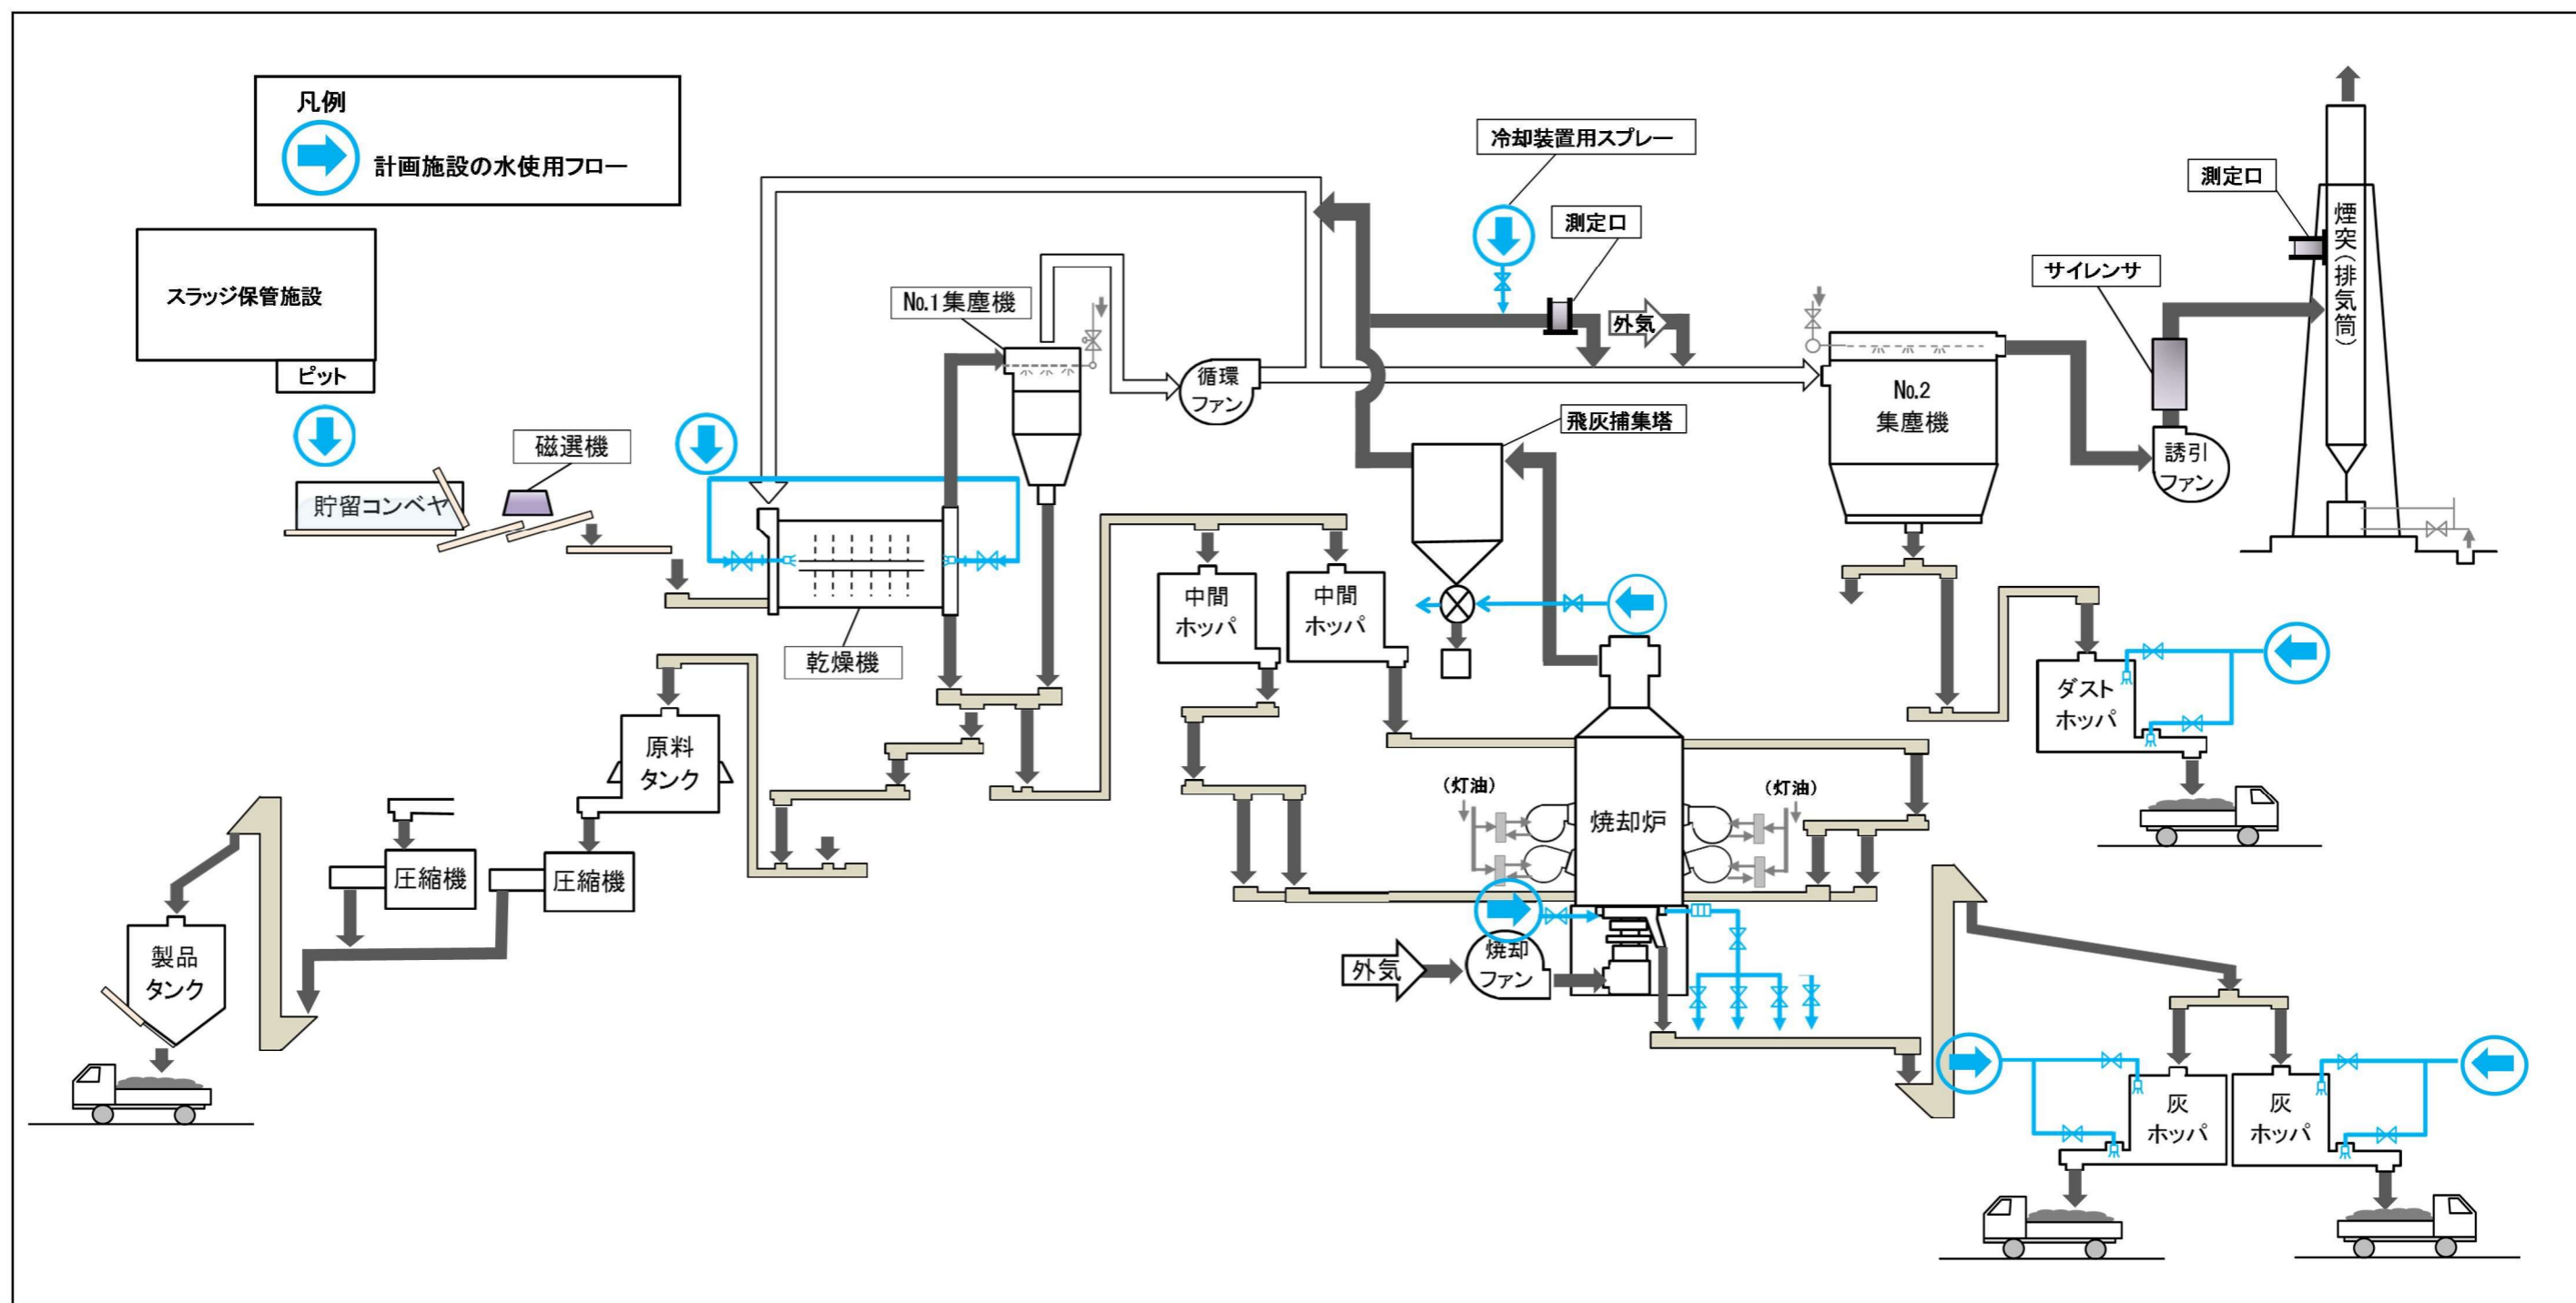 凡例
計画施設の水使用フロー
スラッジ保管施設
ピット
貯留コンベヤ
磁選機
No.1集塵機
循環
ファン
乾燥機
冷却装置用スプレー
測定口
外気
飛灰捕集塔
No.2
集塵機
サイレンサ
誘引
ファン
測定口
煙突(排気筒)
中間
ホッパ
中間
ホッパ
ダスト
ホッパ
原料
タンク
圧縮機
圧縮機
製品
タンク
(灯油)
(灯油)
焼却炉
外気
焼却
ファン
灰
ホッパ
灰
ホッパ